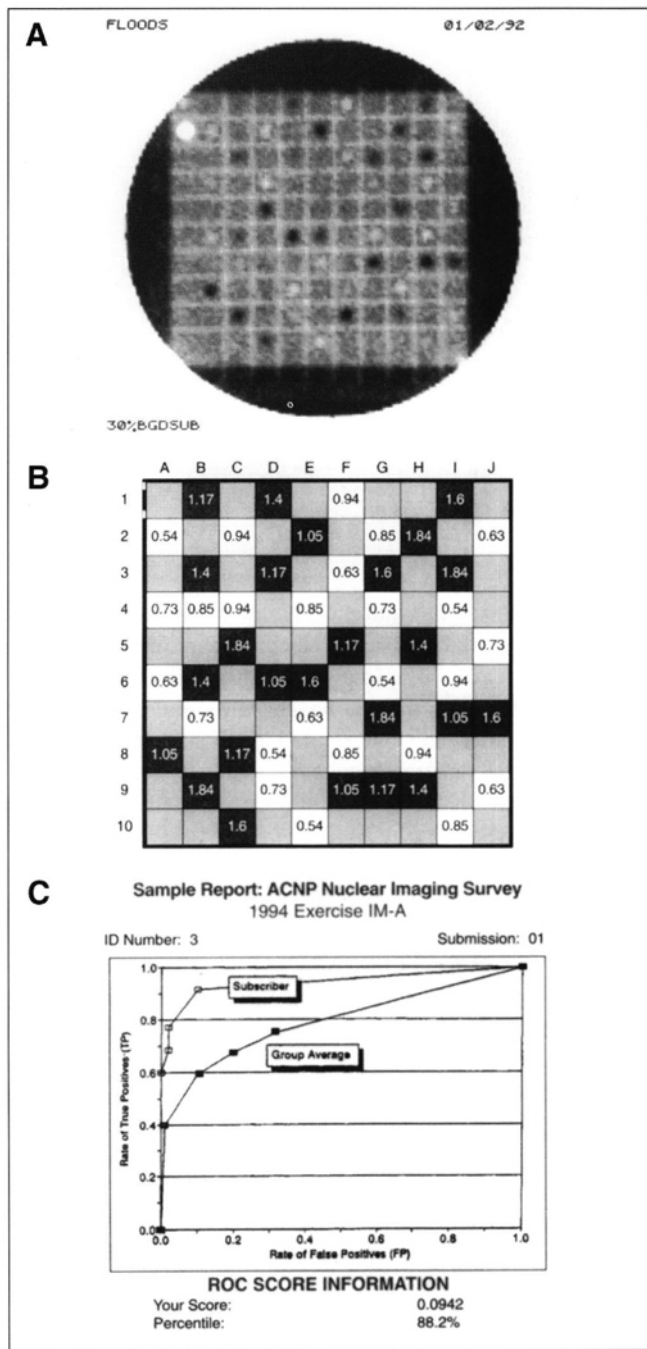 A
FLOODS 01/02/92
30%BGDSUB
B
A B C D E F G H I J
1 1.17 1.4 0.94 1.6
2 0.54 0.94 1.05 0.85 1.84 0.63
3 1.4 1.17 0.63 1.6 1.84
4 0.73 0.85 0.94 0.85 0.73 0.54
5 1.84 1.17 1.4 0.73
6 0.63 1.4 1.05 1.6 0.54 0.94
7 0.73 0.63 1.84 1.05 1.6
8 1.05 1.17 0.54 0.85 0.94
9 1.84 0.73 1.05 1.17 1.4 0.63
10 1.6 0.54 0.85
C
Sample Report: ACNP Nuclear Imaging Survey
1994 Exercise IM-A
ID Number: 3 Submission: 01
1.0
Subscriber
0.8
Group Average
0.6
0.4
0.2
0.0
Rate of True Positives (TP)
0.0 0.2 0.4 0.6 0.8 1.0
Rate of False Positives (FP)
ROC SCORE INFORMATION
Your Score: 0.0942
Percentile: 88.2%